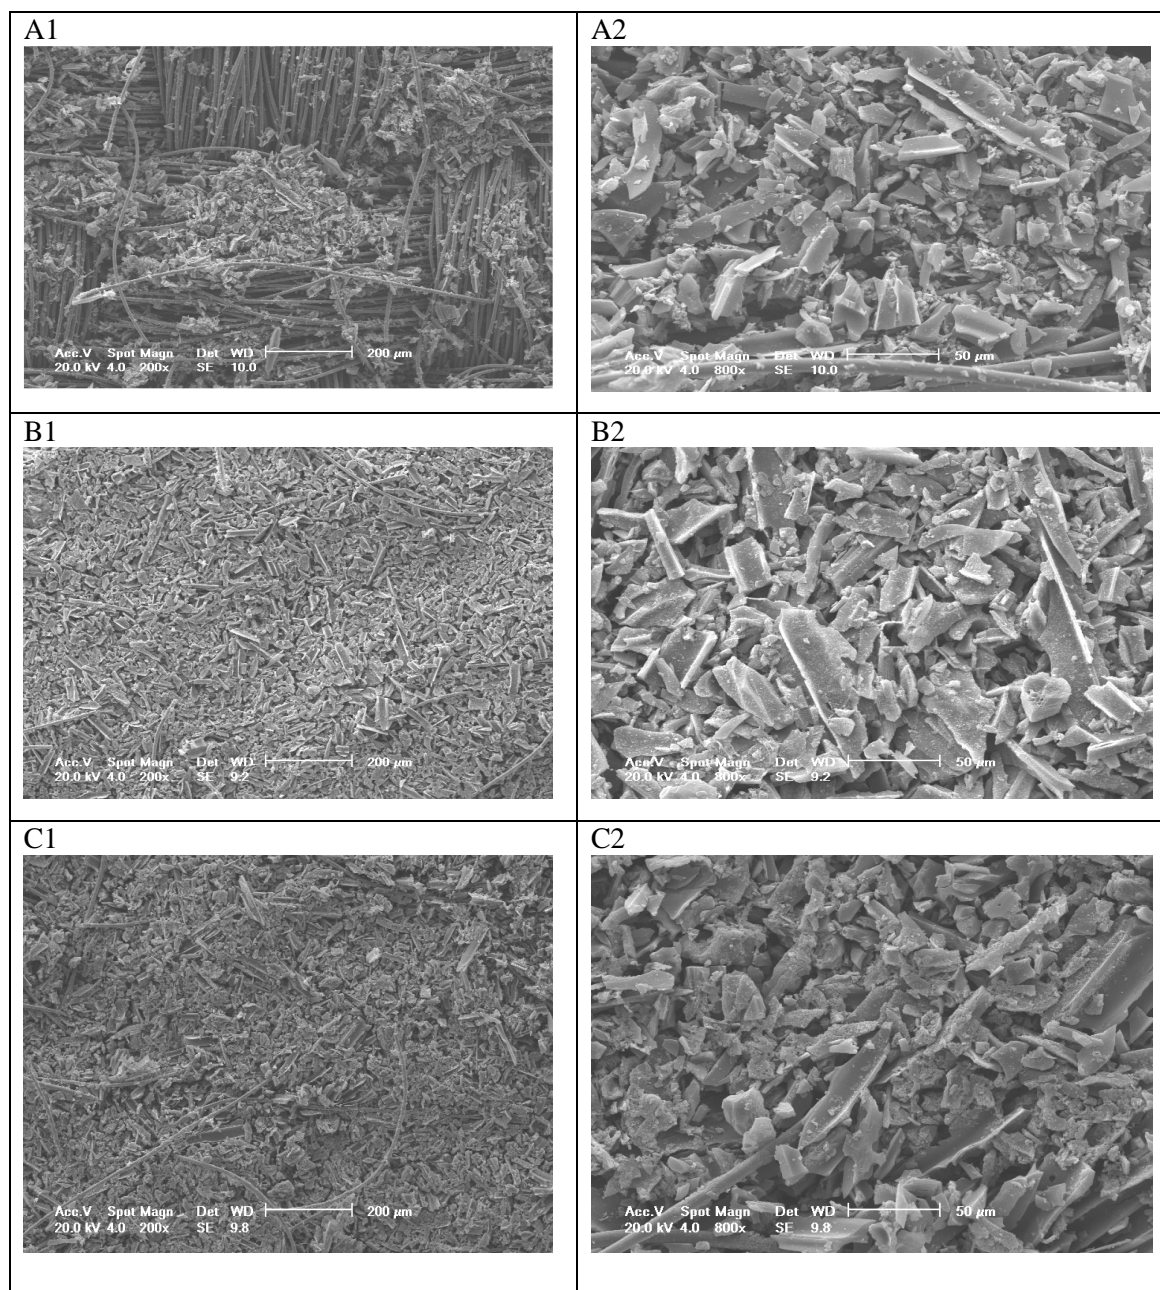 A1
Acc.V Spot Magn Det WD 200 µm
20.0 kV 4.0 200x SE 10.0
A2
Acc.V Spot Magn Det WD 50 µm
20.0 kV 4.0 800x SE 10.0
B1
Acc.V Spot Magn Det WD 200 µm
20.0 kV 4.0 200x SE 9.2
B2
Acc.V Spot Magn Det WD 50 µm
20.0 kV 4.0 800x SE 9.2
C1
Acc.V Spot Magn Det WD 200 µm
20.0 kV 4.0 200x SE 9.8
C2
Acc.V Spot Magn Det WD 50 µm
20.0 kV 4.0 800x SE 9.8